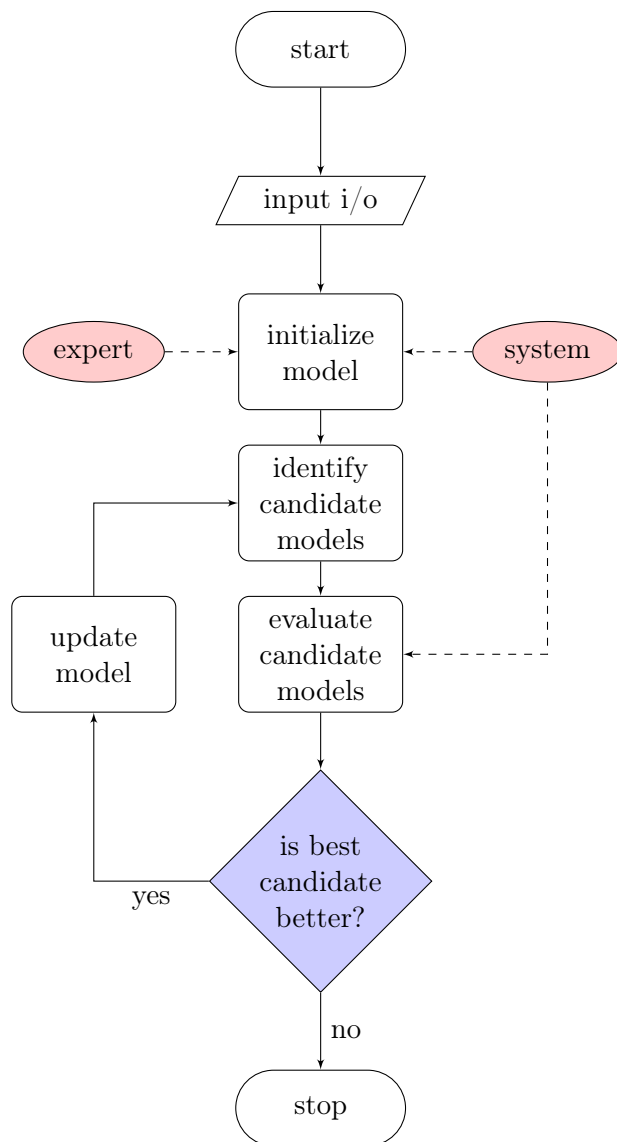 start
input i/o
initialize
model
expert
system
identify
candidate
models
update
model
evaluate
candidate
models
is best
candidate
better?
yes
no
stop